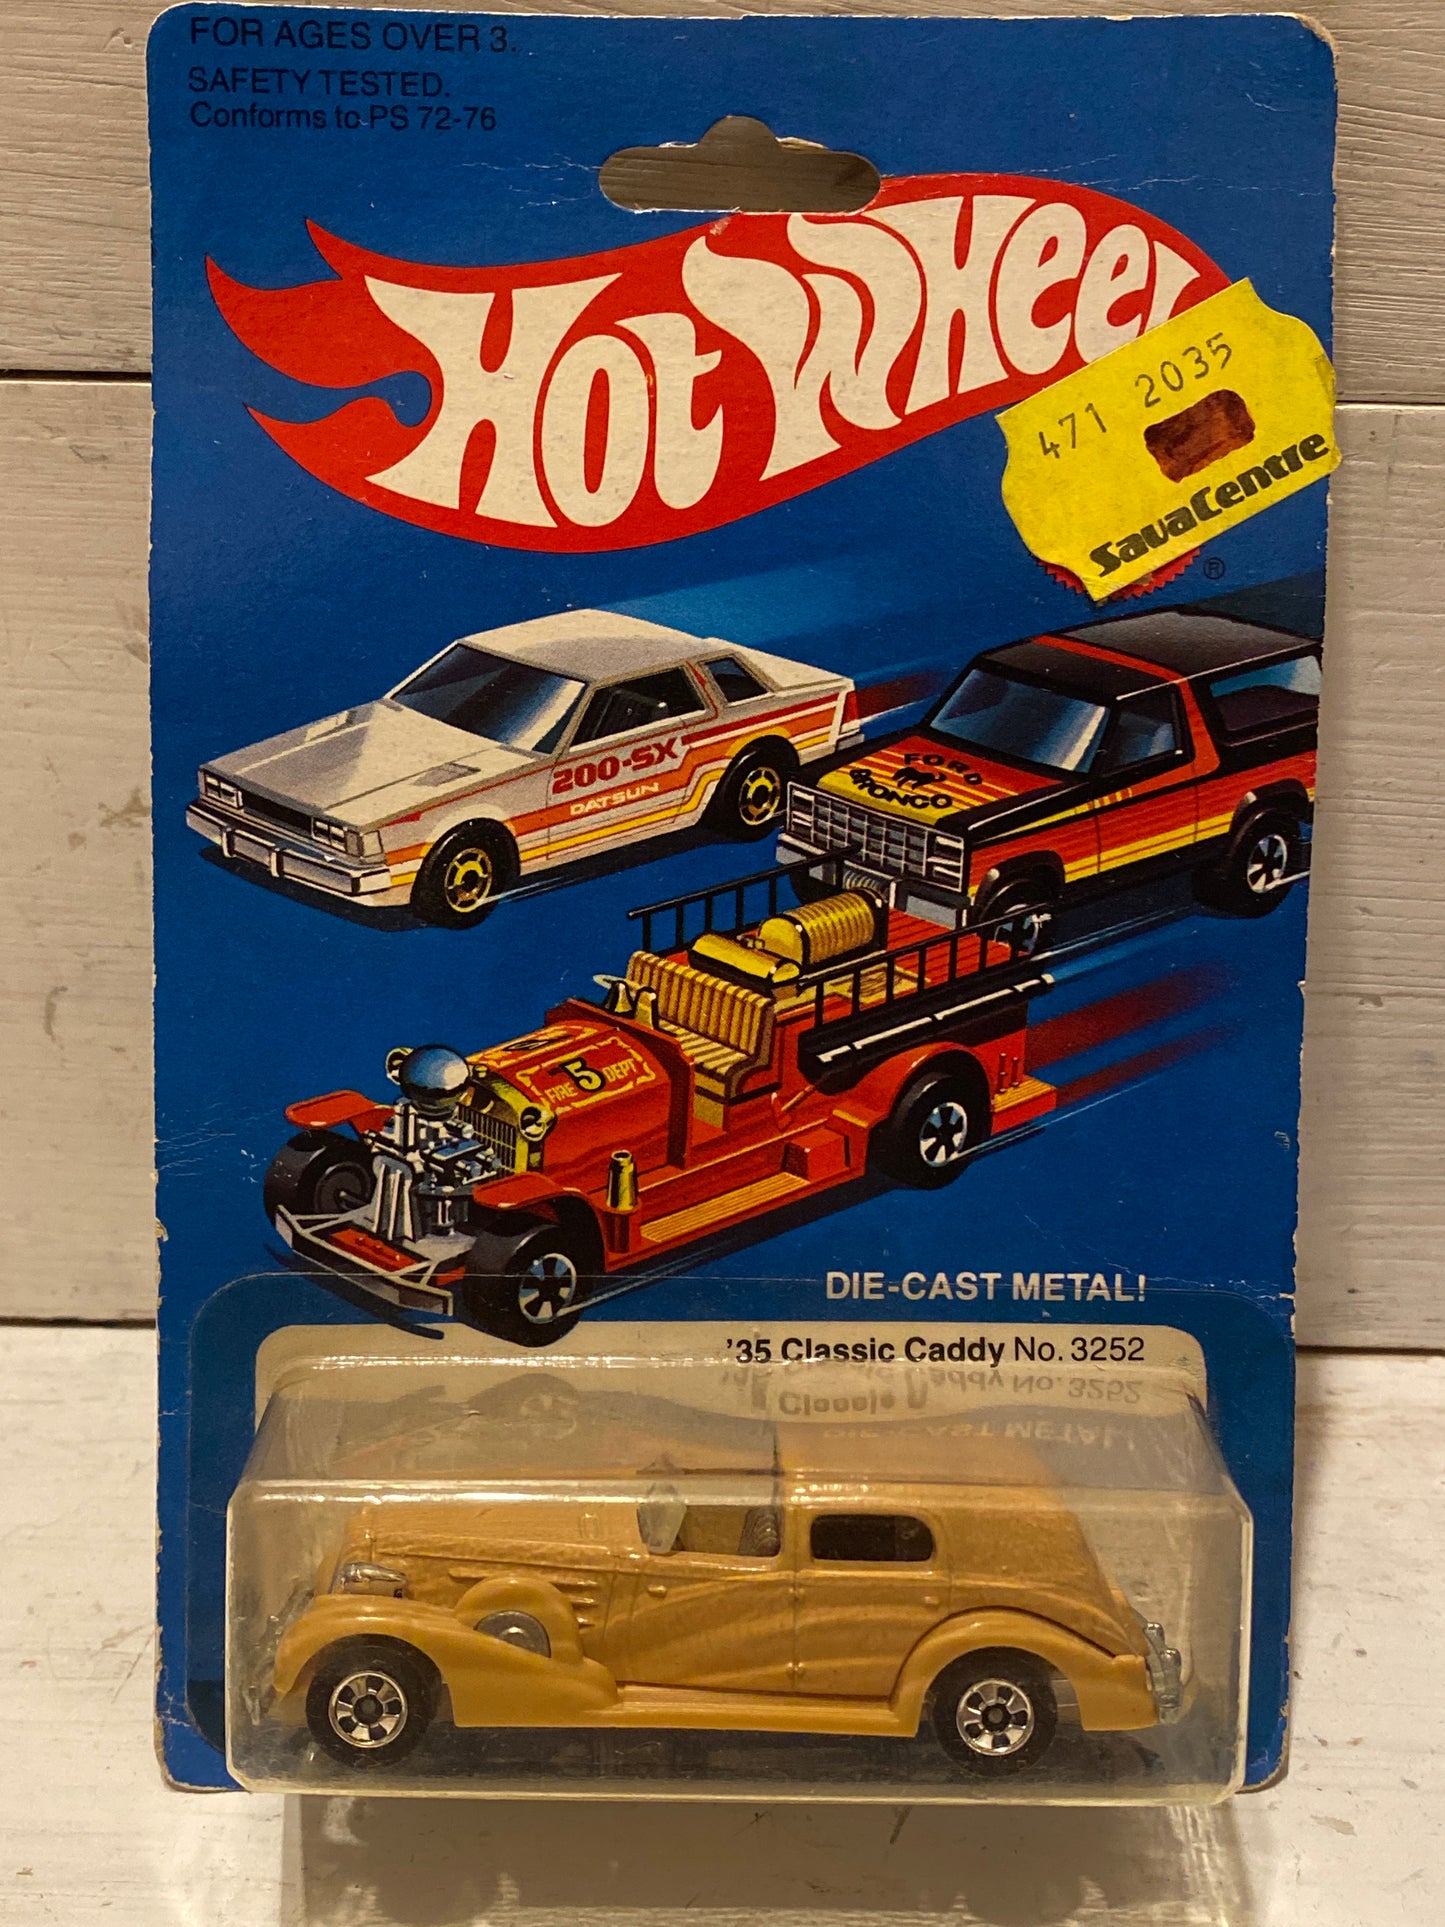 FOR AGES OVER 3.
SAFETY TESTED.
Conforms to PS 72-76
HOT WHEEL
471 2035
SavaCentre
®
200-SX
DATSUN
FORD
BRONCO
FIRE 5 DEPT
DIE-CAST METAL!
'35 Classic Caddy No. 3252